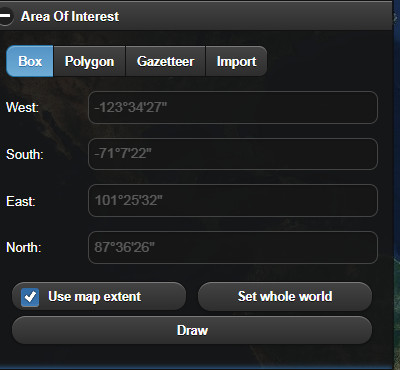 Area Of Interest
Box Polygon Gazetteer Import
West: -123°34'27"
South: -71°7'22"
East: 101°25'32"
North: 87°36'26"
Use map extent Set whole world
Draw